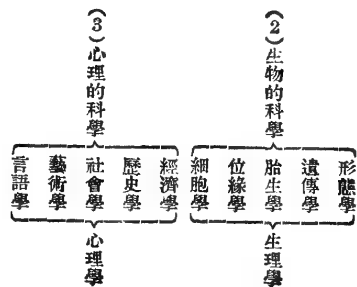 （2）生物的科學
形態學
遺傳學
胎生學
位緣學
細胞學
生理學
（3）心理的科學
經濟學
歷史學
社會學
藝術學
言語學
心理學